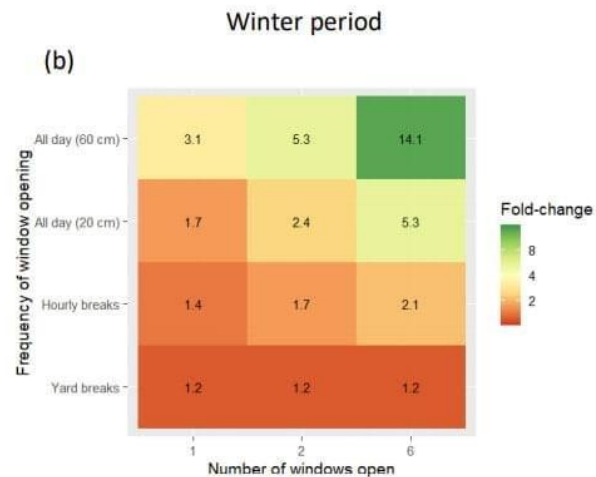 Winter period
(b)
Frequency of window opening
All day (60 cm) 3.1 5.3 14.1
All day (20 cm) 1.7 2.4 5.3
Hourly breaks 1.4 1.7 2.1
Yard breaks 1.2 1.2 1.2
1 2 6
Number of windows open
Fold-change
8
4
2